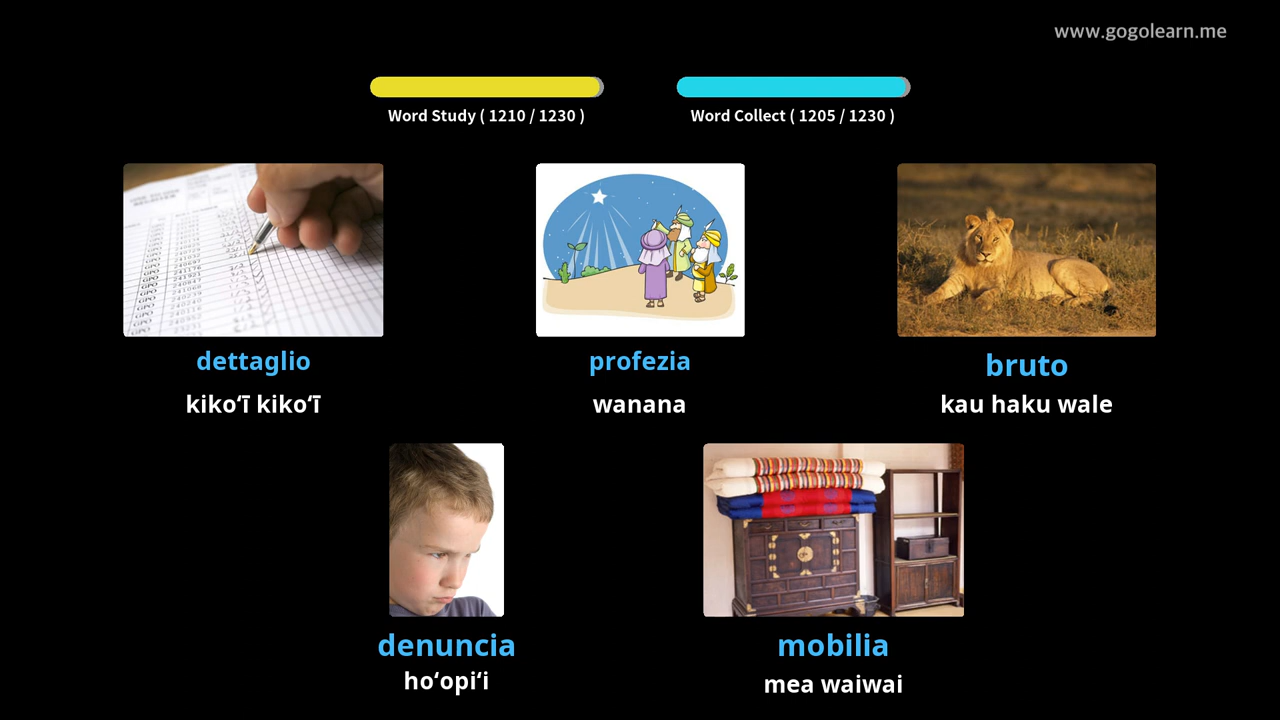 www.gogolearn.me
Word Study ( 1210 / 1230 )
Word Collect ( 1205 / 1230 )
dettaglio
kikoʻī kikoʻī
profezia
wanana
bruto
kau haku wale
denuncia
hoʻopiʻi
mobilia
mea waiwai